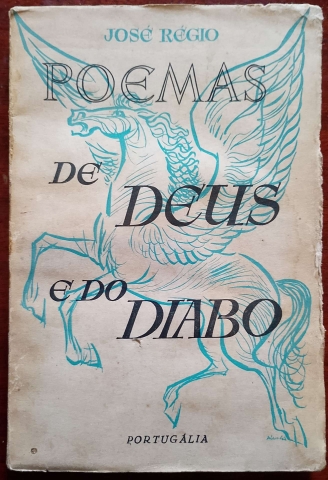 JOSÉ RÉGIO
POEMAS
DE DEUS
E DO DIABO
PORTUGÁLIA